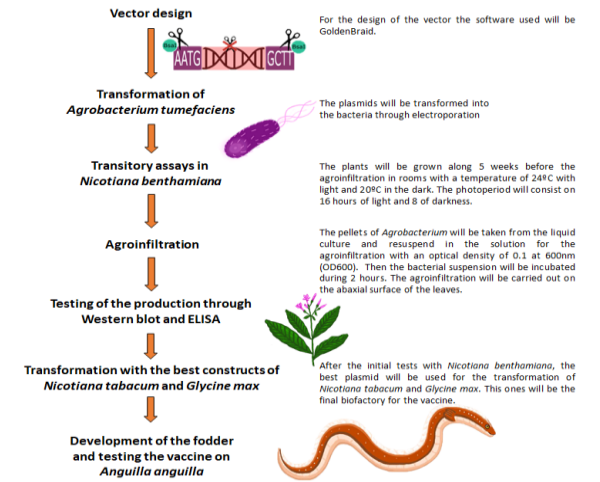 Vector design
For the design of the vector the software used will be
GoldenBraid.
BsaI
AATG
GCTT
BsaI
Transformation of
Agrobacterium tumefaciens
The plasmids will be transformed into
the bacteria through electroporation
Transitory assays in
Nicotiana benthamiana
The plants will be grown along 5 weeks before the
agroinfiltration in rooms with a temperature of 24ºC with
light and 20ºC in the dark. The photoperiod will consist on
16 hours of light and 8 of darkness.
Agroinfiltration
The pellets of Agrobacterium will be taken from the liquid
culture and resuspend in the solution for the
agroinfiltration with an optical density of 0.1 at 600nm
(OD600). Then the bacterial suspension will be incubated
during 2 hours. The agroinfiltration will be carried out on
the abaxial surface of the leaves.
Testing of the production through
Western blot and ELISA
Transformation with the best constructs of
Nicotiana tabacum and Glycine max
After the initial tests with Nicotiana benthamiana, the
best plasmid will be used for the transformation of
Nicotiana tabacum and Glycine max. This ones will be the
final biofactory for the vaccine.
Development of the fodder
and testing the vaccine on
Anguilla anguilla